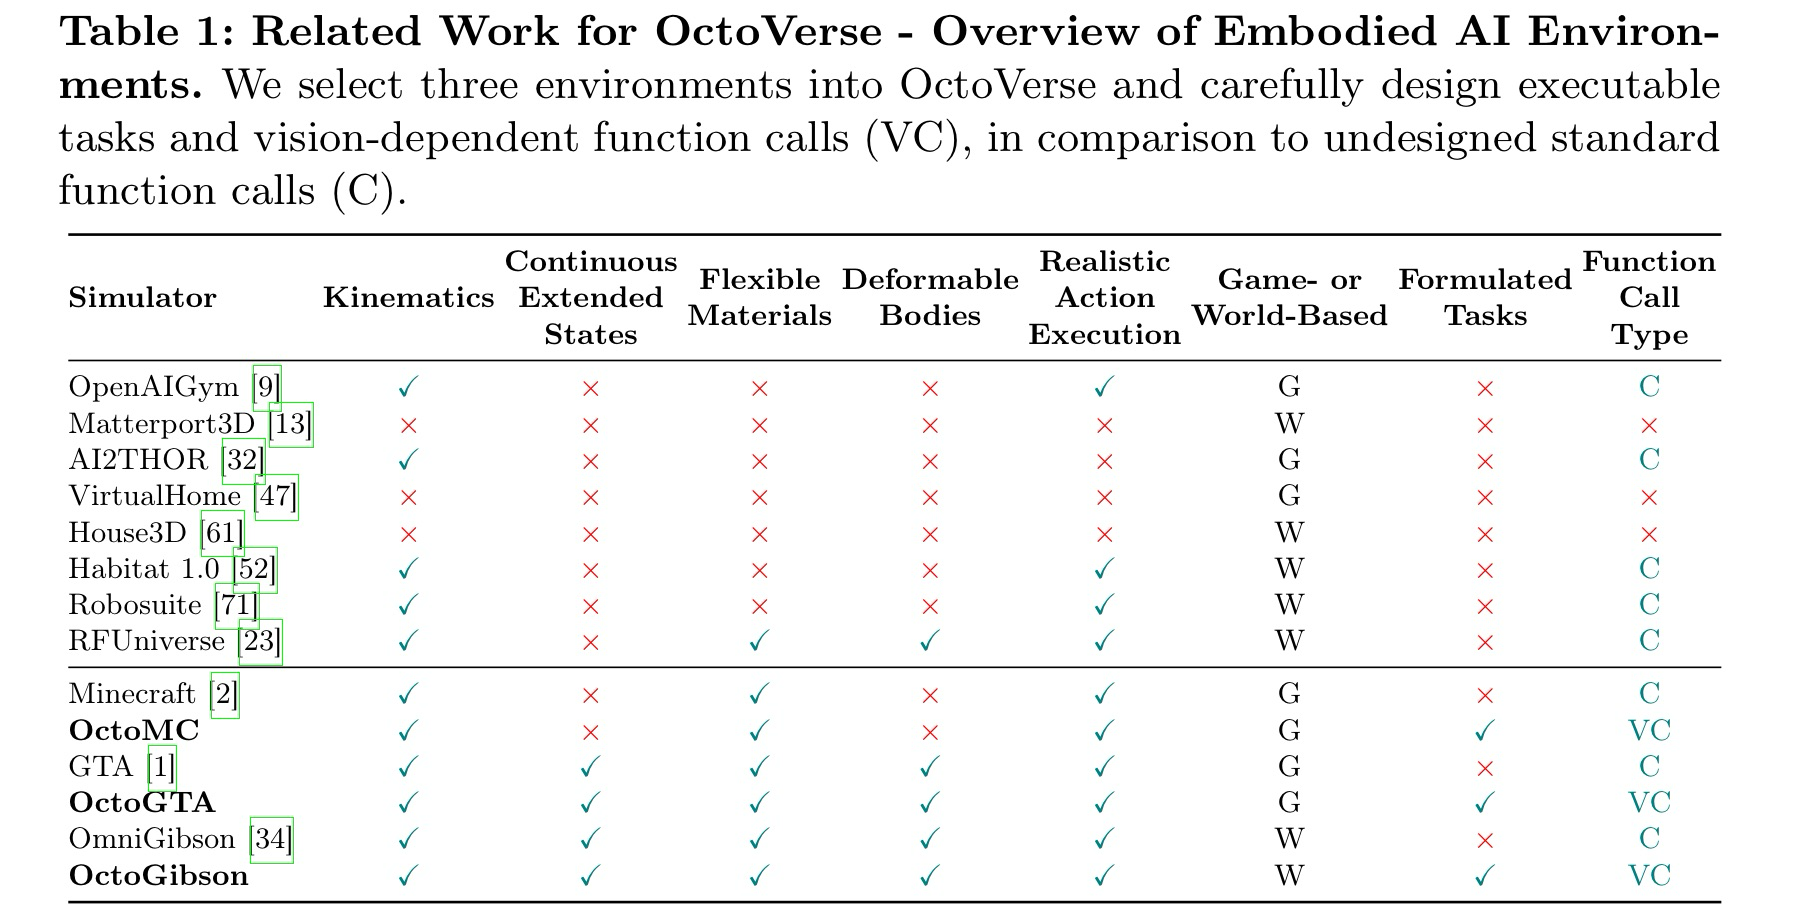 Table 1: Related Work for OctoVerse - Overview of Embodied AI Environ-
ments. We select three environments into OctoVerse and carefully design executable
tasks and vision-dependent function calls (VC), in comparison to undesigned standard
function calls (C).
Simulator Kinematics Continuous Extended States Flexible Materials Deformable Bodies Realistic Action Execution Game- or World-Based Formulated Tasks Function Call Type
OpenAIGym [9] ✓ × × × ✓ G × C
Matterport3D [13] × × × × × W × ×
AI2THOR [32] ✓ × × × × G × C
VirtualHome [47] × × × × × G × ×
House3D [61] × × × × × W × ×
Habitat 1.0 [52] ✓ × × × ✓ W × C
Robosuite [71] ✓ × × × ✓ W × C
RFUniverse [23] ✓ × ✓ ✓ ✓ W × C
Minecraft [2] ✓ × ✓ × ✓ G × C
OctoMC ✓ × ✓ × ✓ G ✓ VC
GTA [1] ✓ ✓ ✓ ✓ ✓ G × C
OctoGTA ✓ ✓ ✓ ✓ ✓ G ✓ VC
OmniGibson [34] ✓ ✓ ✓ ✓ ✓ W × C
OctoGibson ✓ ✓ ✓ ✓ ✓ W ✓ VC